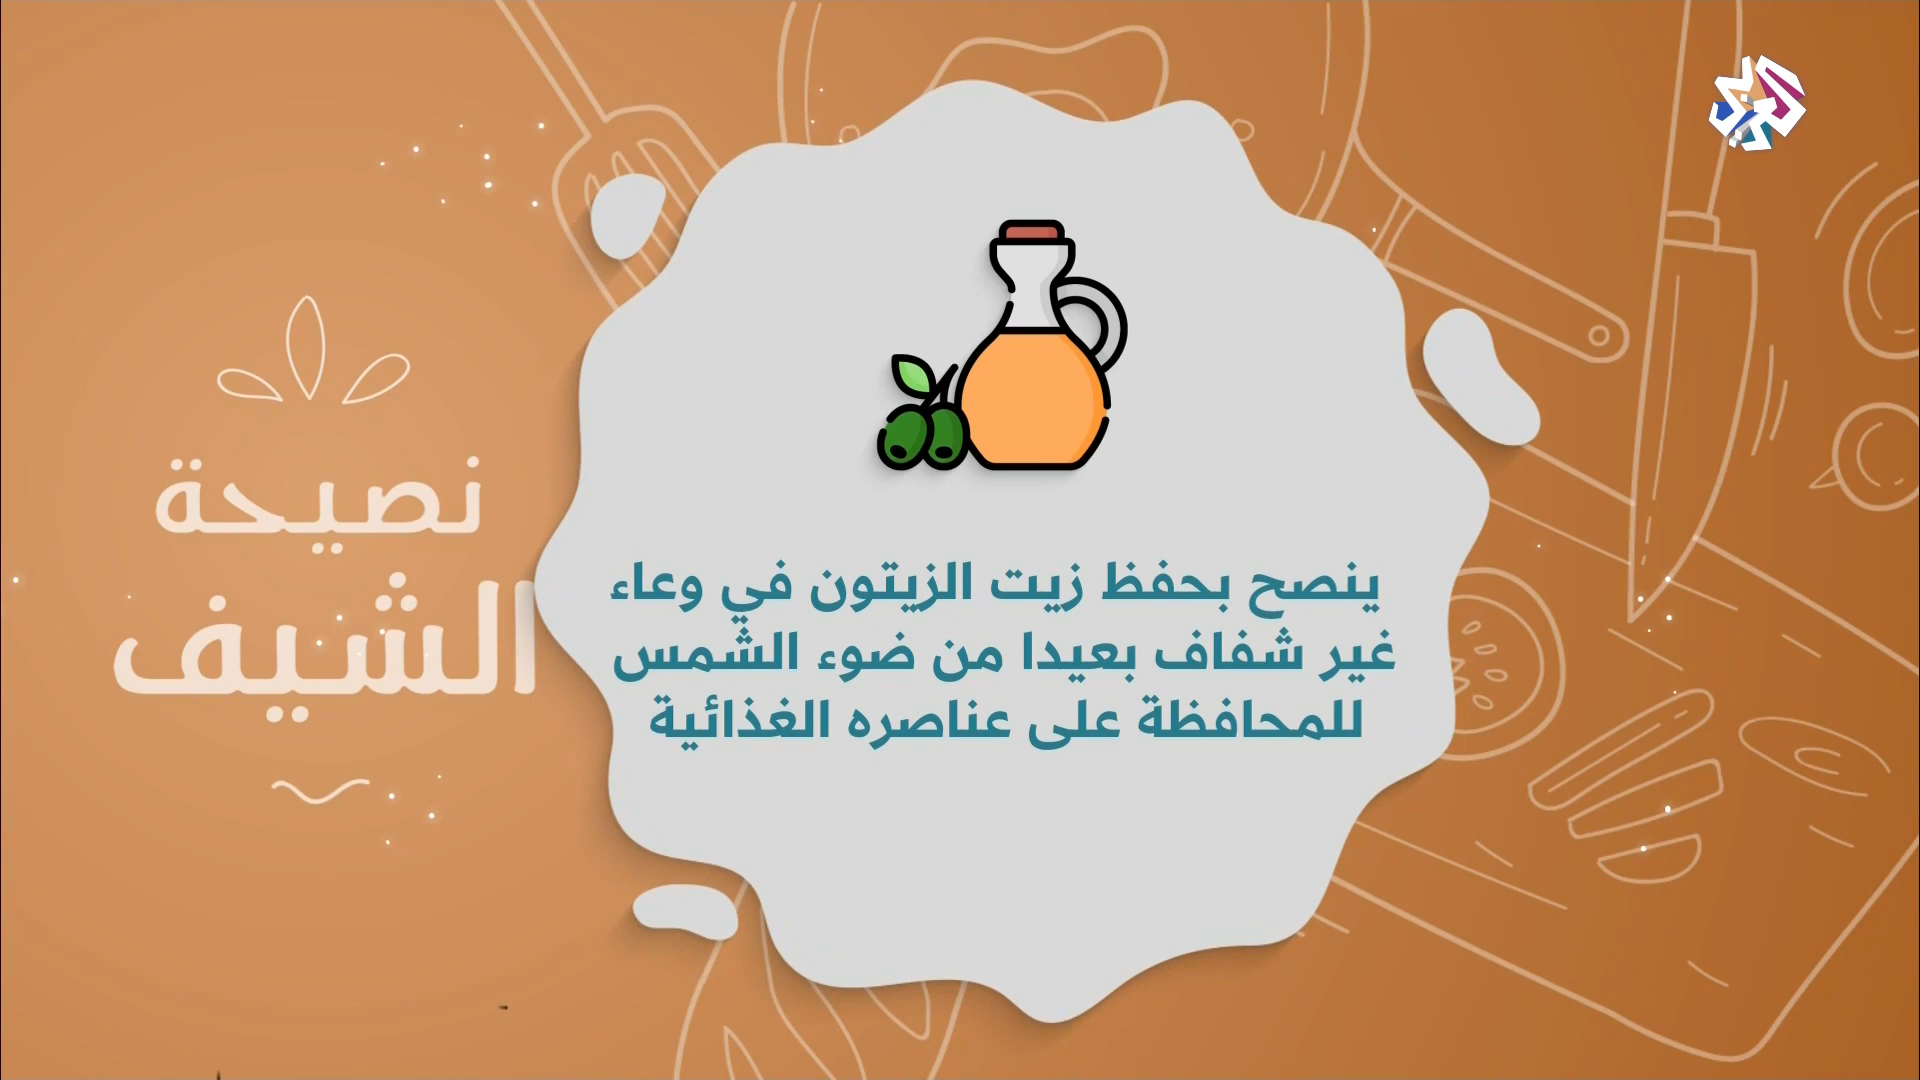 نصيحة
الشيف
ينصح بحفظ زيت الزيتون في وعاء
غير شفاف بعيدا من ضوء الشمس
للمحافظة على عناصره الغذائية